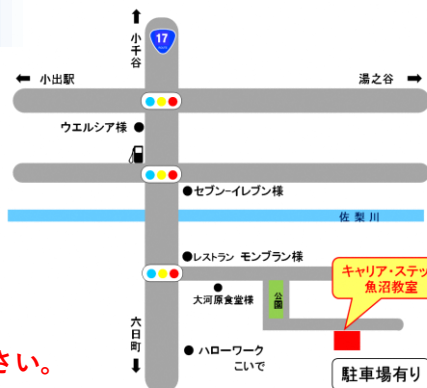 小千谷
17
小出駅
湯之谷
ウエルシア様
セブン-イレブン様
佐梨川
レストラン モンブラン様
キャリア・ステッ
魚沼教室
大河原食堂様
公園
六日町
ハローワーク
こいで
さい。
駐車場有り